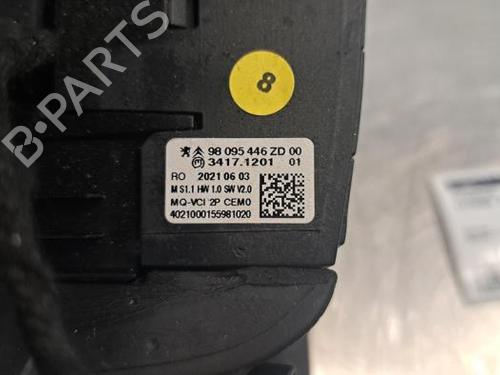 8
98 095 446 ZD 00
3417.1201 01
RO 2021 06 03
MS1.1 HW 1.0 SW V2.0
MQ-VCI 2P CEM0
4021000155981020
B-PARTS